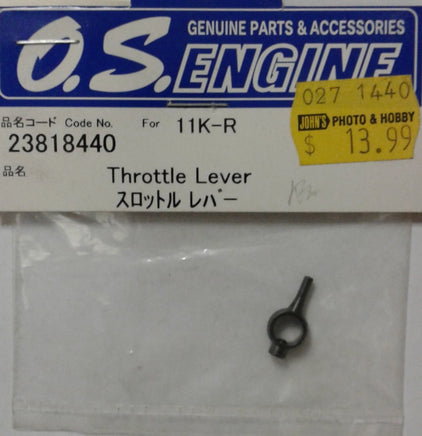 GENUINE PARTS & ACCESSORIES
O.S.ENGINE
027 1440
JOHN'S PHOTO & HOBBY
$ 13.99
品名コード Code No. For 11K-R
23818440
品名 Throttle Lever
スロットル レバー